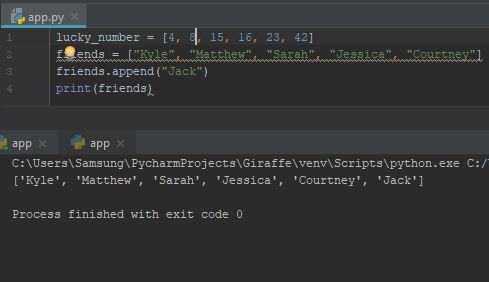 app.py
1 lucky_number = [4, 8, 15, 16, 23, 42]
2 friends = ["Kyle", "Matthew", "Sarah", "Jessica", "Courtney"]
3 friends.append("Jack")
4 print(friends)
app app
C:\Users\Samsung\PycharmProjects\Giraffe\venv\Scripts\python.exe C:/
['Kyle', 'Matthew', 'Sarah', 'Jessica', 'Courtney', 'Jack']
Process finished with exit code 0